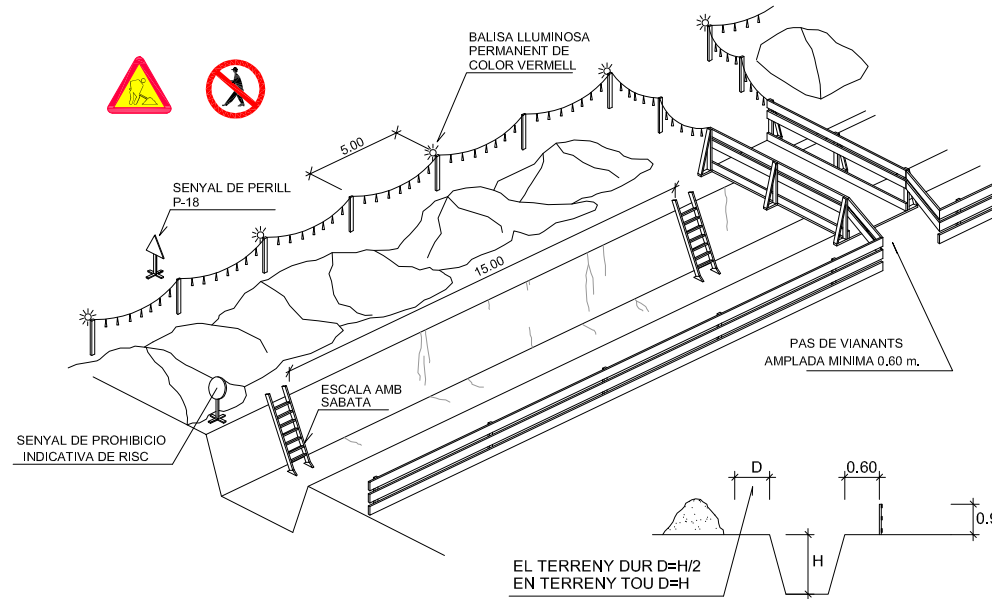 BALISA LLUMINOSA
PERMANENT DE
COLOR VERMELL
5.00
SENYAL DE PERILL
P-18
15.00
PAS DE VIANANTS
AMPLADA MINIMA 0.60 m.
ESCALA AMB
SABATA
SENYAL DE PROHIBICIO
INDICATIVA DE RISC
D
0.60
H
EL TERRENY DUR D=H/2
EN TERRENY TOU D=H